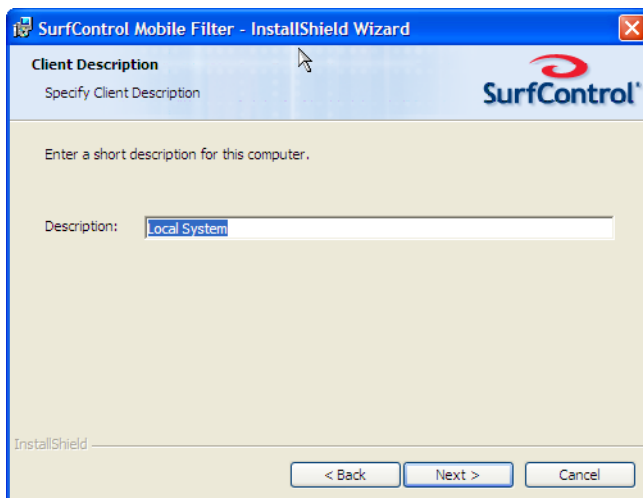 SurfControl Mobile Filter - InstallShield Wizard
Client Description
Specify Client Description
SurfControl
Enter a short description for this computer.
Description: Local System
InstallShield
< Back Next > Cancel